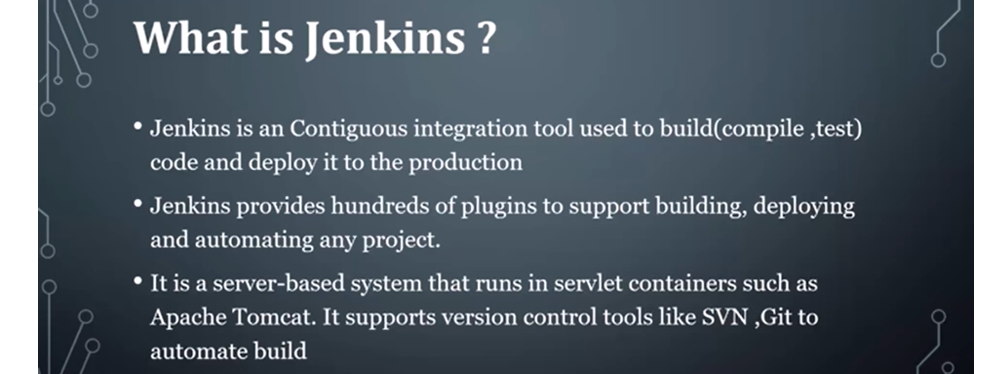 What is Jenkins ?
• Jenkins is an Contiguous integration tool used to build(compile ,test)
code and deploy it to the production
• Jenkins provides hundreds of plugins to support building, deploying
and automating any project.
• It is a server-based system that runs in servlet containers such as
Apache Tomcat. It supports version control tools like SVN ,Git to
automate build